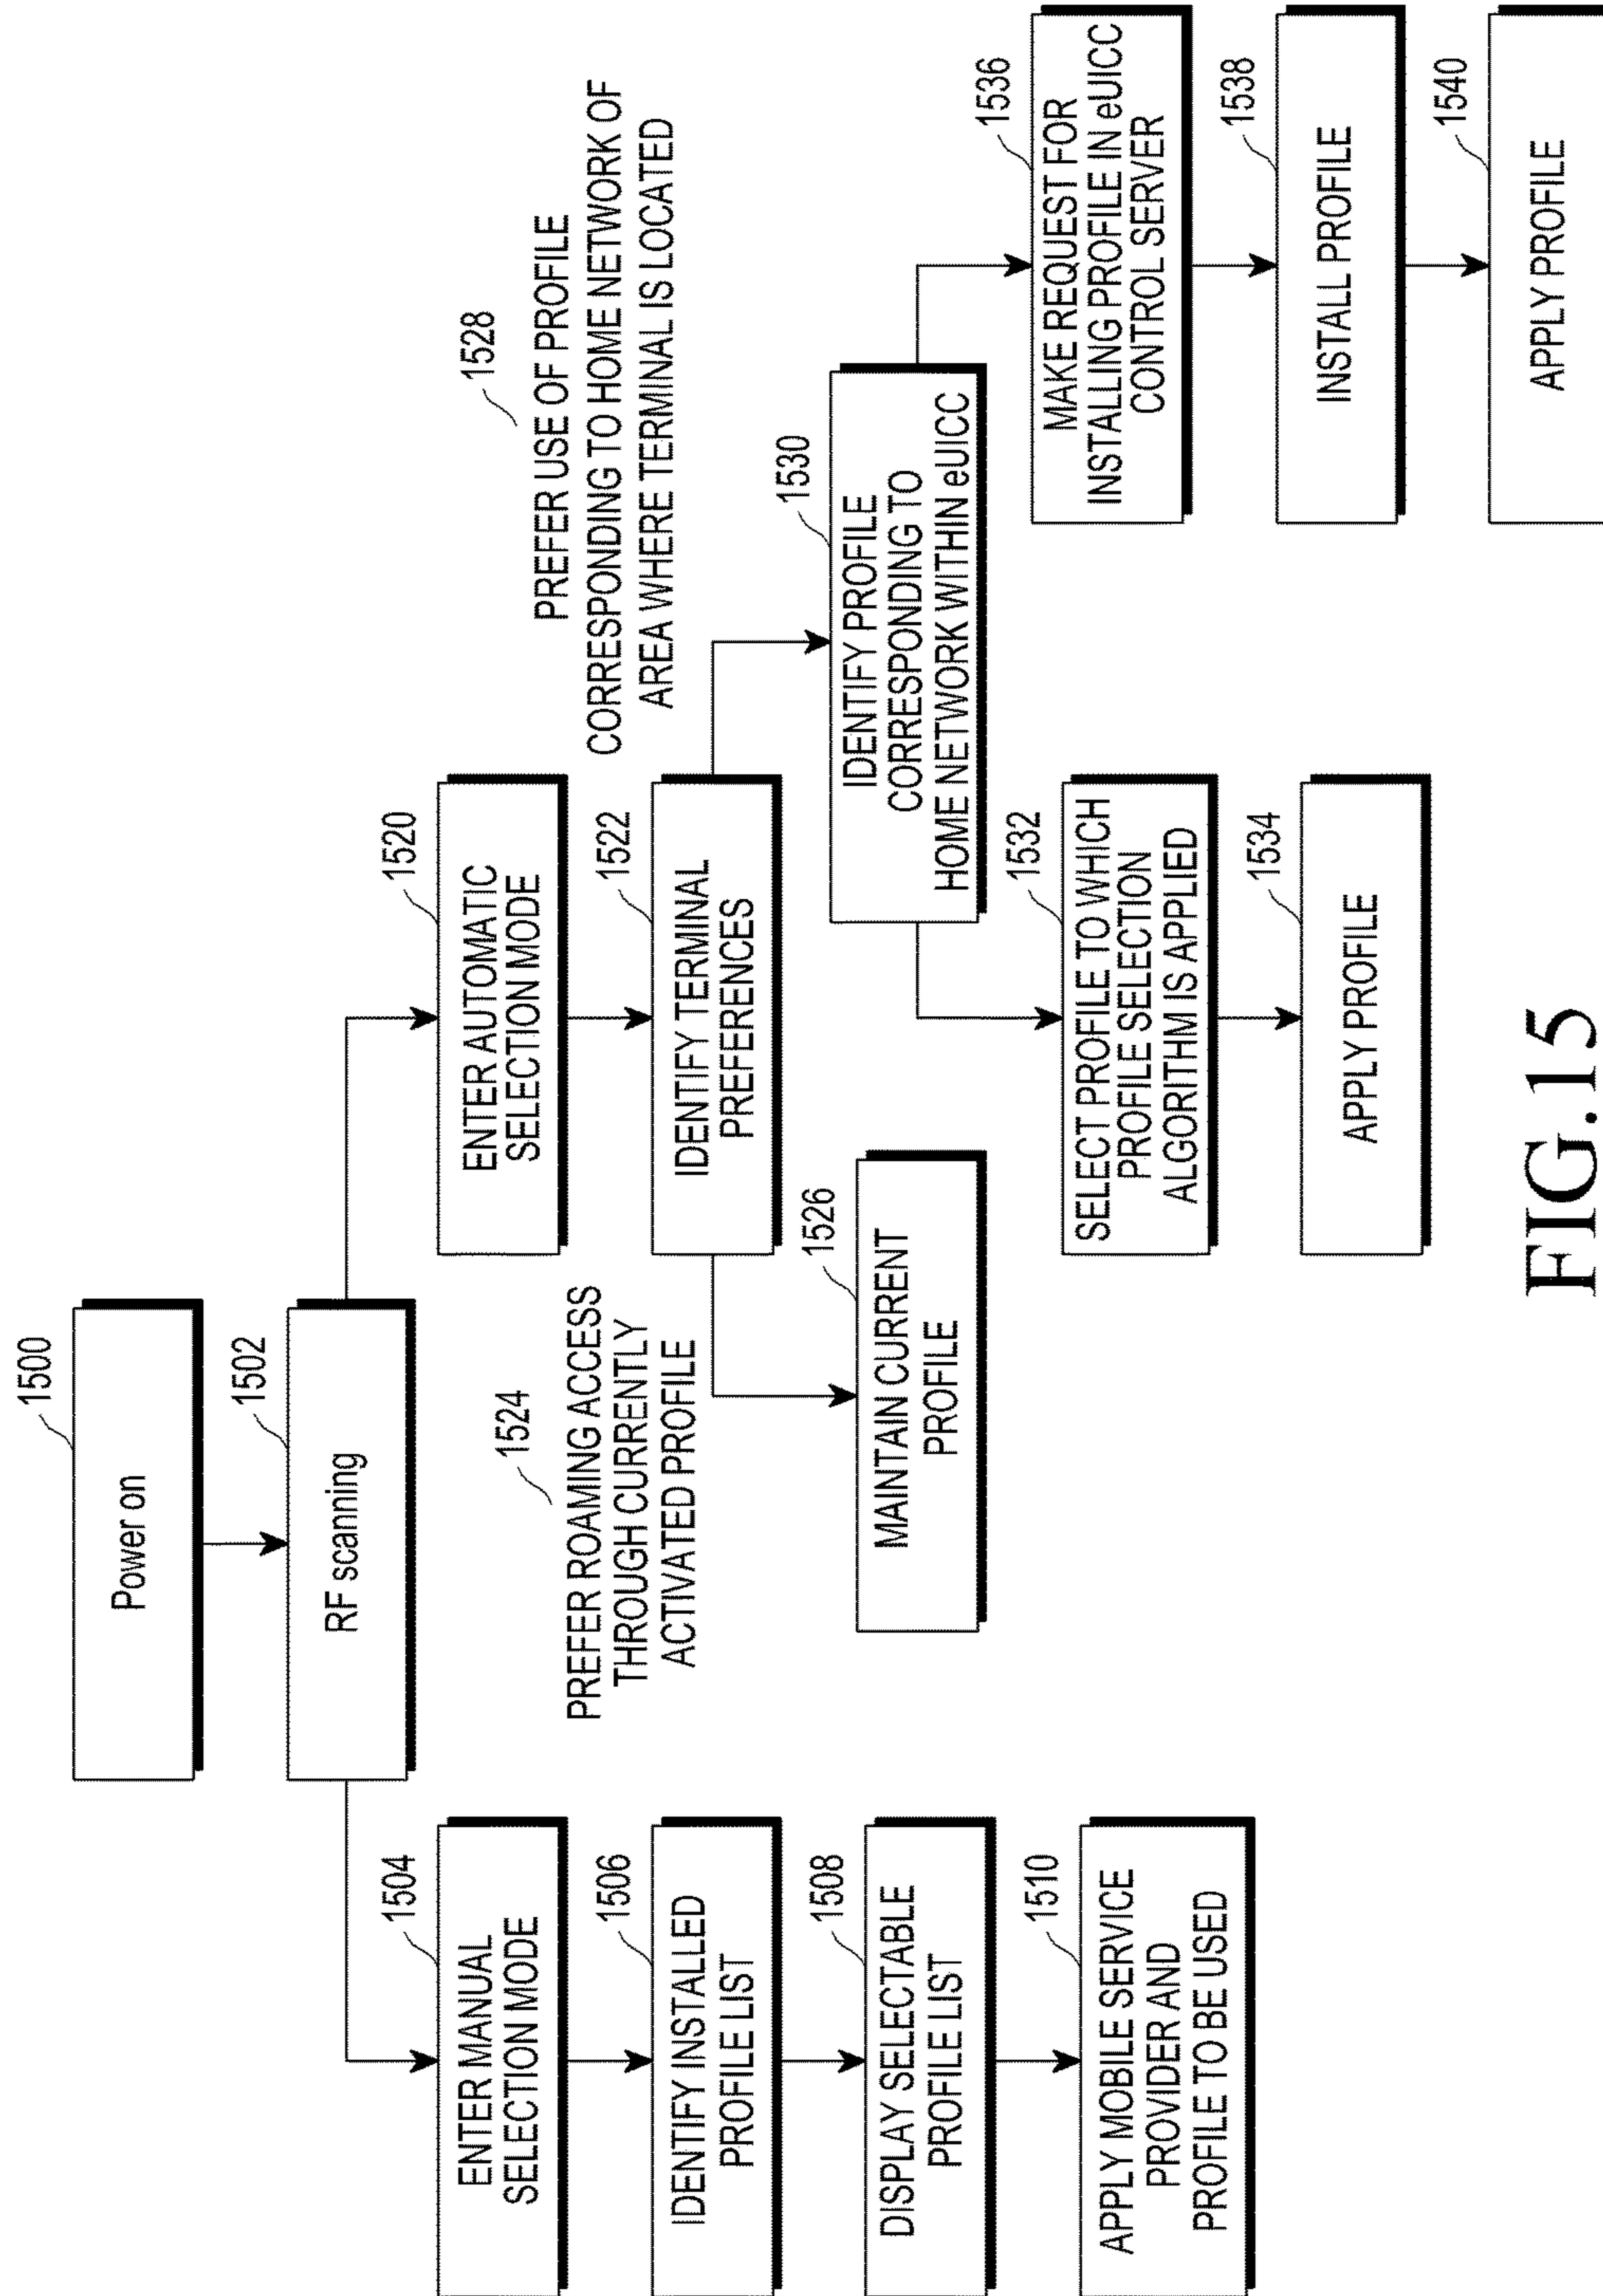 1500
Power on
1502
RF scanning
1504
ENTER MANUAL
SELECTION MODE
1506
IDENTIFY INSTALLED
PROFILE LIST
1508
DISPLAY SELECTABLE
PROFILE LIST
1510
APPLY MOBILE SERVICE
PROVIDER AND
PROFILE TO BE USED
1520
ENTER AUTOMATIC
SELECTION MODE
1522
IDENTIFY TERMINAL
PREFERENCES
1524
PREFER ROAMING ACCESS
THROUGH CURRENTLY
ACTIVATED PROFILE
1526
MAINTAIN CURRENT
PROFILE
1528
PREFER USE OF PROFILE
CORRESPONDING TO HOME NETWORK OF
AREA WHERE TERMINAL IS LOCATED
1530
IDENTIFY PROFILE
CORRESPONDING TO
HOME NETWORK WITHIN eUICC
1532
SELECT PROFILE TO WHICH
PROFILE SELECTION
ALGORITHM IS APPLIED
1534
APPLY PROFILE
1536
MAKE REQUEST FOR
INSTALLING PROFILE IN eUICC
CONTROL SERVER
1538
INSTALL PROFILE
1540
APPLY PROFILE
FIG.15